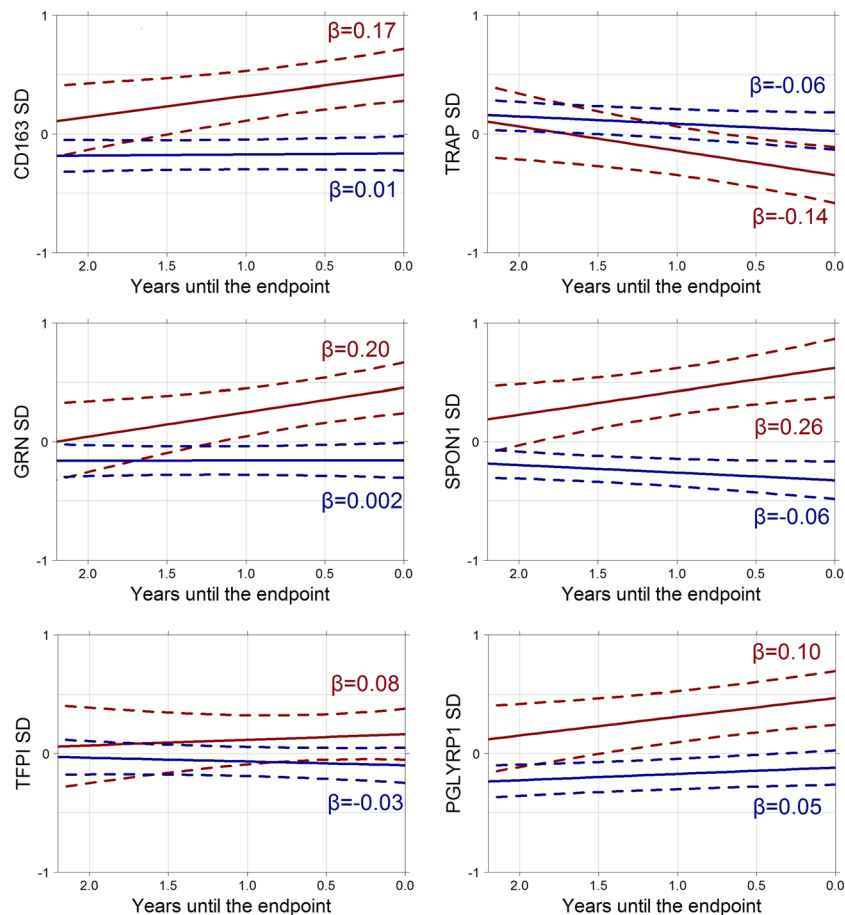 β=0.17
1
CD163 SD
0
β=0.01
-1
2.0 1.5 1.0 0.5 0.0
Years until the endpoint
1
β=-0.06
TRAP SD
0
β=-0.14
-1
2.0 1.5 1.0 0.5 0.0
Years until the endpoint
1
β=0.20
GRN SD
0
β=0.002
-1
2.0 1.5 1.0 0.5 0.0
Years until the endpoint
1
SPON1 SD
0
β=0.26
β=-0.06
-1
2.0 1.5 1.0 0.5 0.0
Years until the endpoint
1
β=0.08
TFPI SD
0
β=-0.03
-1
2.0 1.5 1.0 0.5 0.0
Years until the endpoint
1
β=0.10
PGLYRP1 SD
0
β=0.05
-1
2.0 1.5 1.0 0.5 0.0
Years until the endpoint